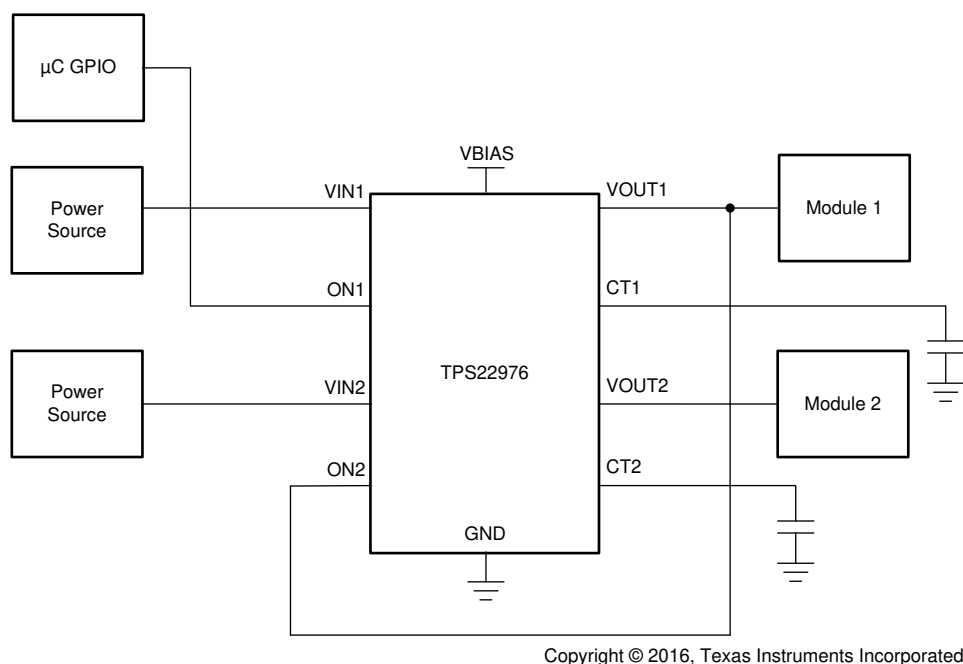 µC GPIO
Power
Source
Power
Source
VBIAS
VIN1
ON1
VIN2
ON2
TPS22976
GND
VOUT1
CT1
VOUT2
CT2
Module 1
Module 2
Copyright © 2016, Texas Instruments Incorporated